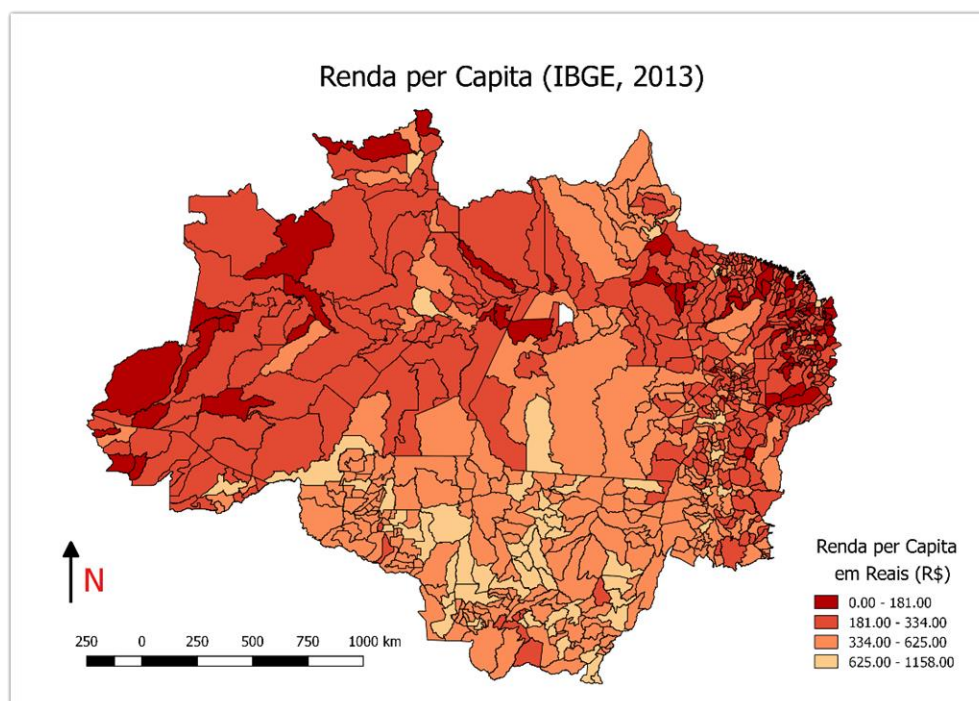 Renda per Capita (IBGE, 2013)
N
250 0 250 500 750 1000 km
Renda per Capita
em Reais (R$)
0.00 - 181.00
181.00 - 334.00
334.00 - 625.00
625.00 - 1158.00